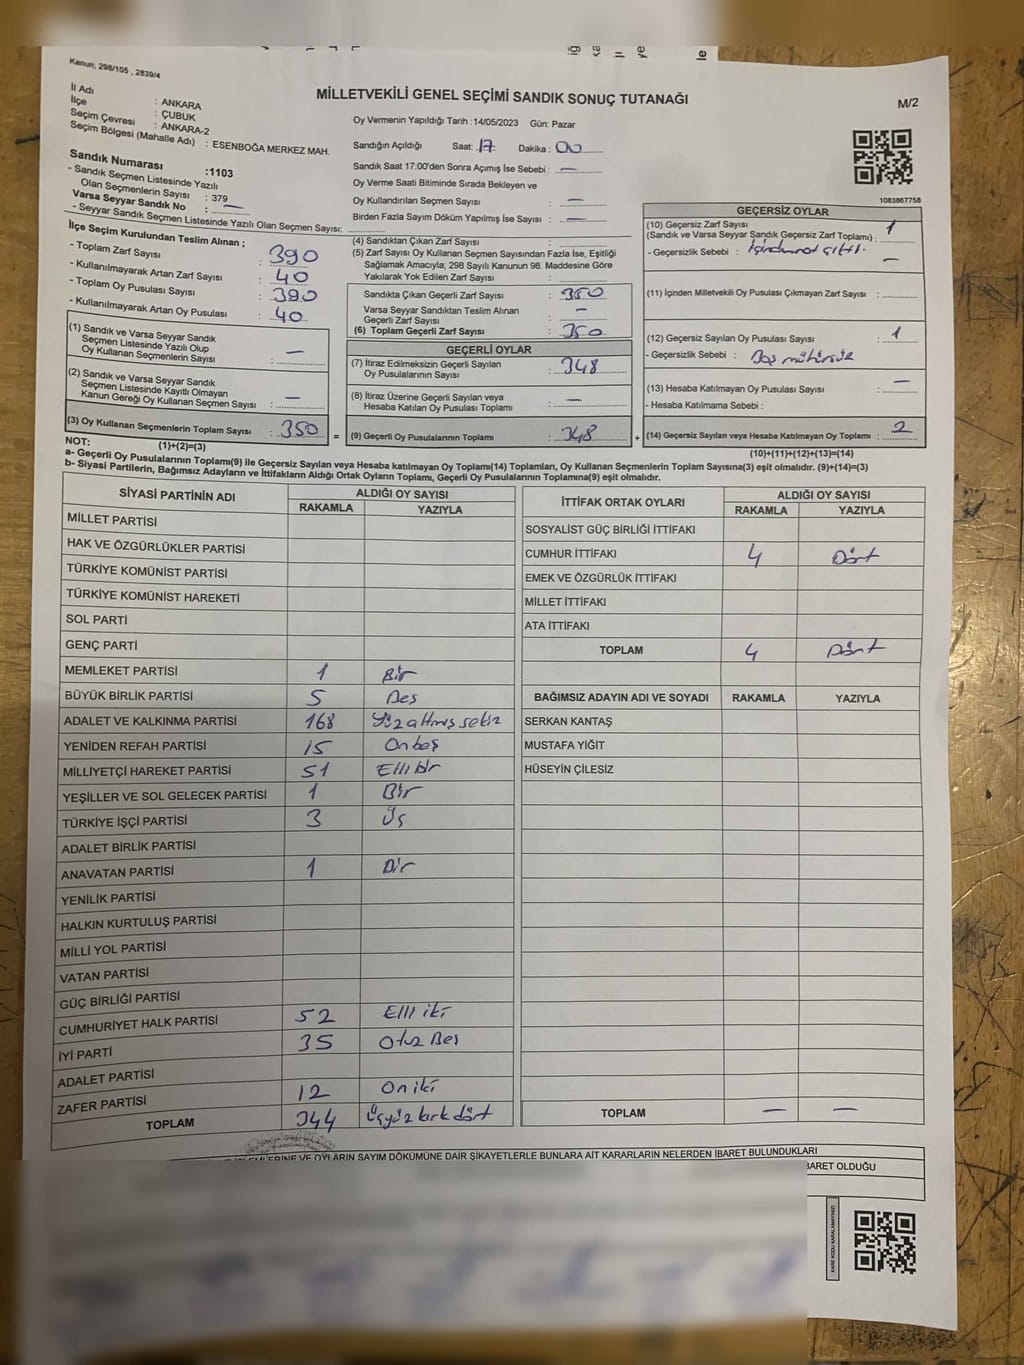 Kanun; 298/105 , 2839/4
MİLLETVEKİLİ GENEL SEÇİMİ SANDIK SONUÇ TUTANAĞI
M/2
İl Adı : ANKARA
İlçe : ÇUBUK
Seçim Çevresi : ANKARA-2
Seçim Bölgesi (Mahalle Adı) : ESENBOĞA MERKEZ MAH.
Oy Vermenin Yapıldığı Tarih : 14/05/2023 Gün: Pazar
Sandığın Açıldığı Saat: 17 Dakika : 00
Sandık Saat 17:00'den Sonra Açımış İse Sebebi : —
Oy Verme Saati Bitiminde Sırada Bekleyen ve
Oy Kullandırılan Seçmen Sayısı : —
Birden Fazla Sayım Döküm Yapılmış İse Sayısı : —
1083867758
Sandık Numarası :1103
- Sandık Seçmen Listesinde Yazılı
Olan Seçmenlerin Sayısı : 379
Varsa Seyyar Sandık No : —
- Seyyar Sandık Seçmen Listesinde Yazılı Olan Seçmen Sayısı:
İlçe Seçim Kurulundan Teslim Alınan ;
- Toplam Zarf Sayısı : 390
- Kullanılmayarak Artan Zarf Sayısı : 40
- Toplam Oy Pusulası Sayısı : 390
- Kullanılmayarak Artan Oy Pusulası : 40
(1) Sandık ve Varsa Seyyar Sandık
Seçmen Listesinde Yazılı Olup
Oy Kullanan Seçmenlerin Sayısı : —
(2) Sandık ve Varsa Seyyar Sandık
Seçmen Listesinde Kayıtlı Olmayan
Kanun Gereği Oy Kullanan Seçmen Sayısı : —
(3) Oy Kullanan Seçmenlerin Toplam Sayısı : 350
(1)+(2)=(3)
(4) Sandıktan Çıkan Zarf Sayısı :
(5) Zarf Sayısı Oy Kullanan Seçmen Sayısından Fazla İse, Eşitliği
Sağlamak Amacıyla; 298 Sayılı Kanunun 98. Maddesine Göre
Yakılarak Yok Edilen Zarf Sayısı :
Sandıkta Çıkan Geçerli Zarf Sayısı : 350
Varsa Seyyar Sandıktan Teslim Alınan
Geçerli Zarf Sayısı : —
(6) Toplam Geçerli Zarf Sayısı : 350
GEÇERLİ OYLAR
(7) İtiraz Edilmeksizin Geçerli Sayılan
Oy Pusulalarının Sayısı : 348
(8) İtiraz Üzerine Geçerli Sayılan veya
Hesaba Katılan Oy Pusulası Toplamı : —
= (9) Geçerli Oy Pusulalarının Toplamı : 348
GEÇERSİZ OYLAR
(10) Geçersiz Zarf Sayısı
(Sandık ve Varsa Seyyar Sandık Geçersiz Zarf Toplamı) : 1
- Geçersizlik Sebebi : çıktı.
—
(11) İçinden Milletvekili Oy Pusulası Çıkmayan Zarf Sayısı :
(12) Geçersiz Sayılan Oy Pusulası Sayısı : 1
- Geçersizlik Sebebi : Boş mühürsüz
(13) Hesaba Katılmayan Oy Pusulası Sayısı : —
- Hesaba Katılmama Sebebi :
+ (14) Geçersiz Sayılan veya Hesaba Katılmayan Oy Toplamı : 2
(10)+(11)+(12)+(13)=(14)
NOT:
a- Geçerli Oy Pusulalarının Toplamı(9) ile Geçersiz Sayılan veya Hesaba katılmayan Oy Toplamı(14) Toplamları, Oy Kullanan Seçmenlerin Toplam Sayısına(3) eşit olmalıdır. (9)+(14)=(3)
b- Siyasi Partilerin, Bağımsız Adayların ve İttifakların Aldığı Ortak Oyların Toplamı, Geçerli Oy Pusulalarının Toplamına(9) eşit olmalıdır.
SİYASİ PARTİNİN ADI ALDIĞI OY SAYISI
RAKAMLA YAZIYLA
MİLLET PARTİSİ
HAK VE ÖZGÜRLÜKLER PARTİSİ
TÜRKİYE KOMÜNİST PARTİSİ
TÜRKİYE KOMÜNİST HAREKETİ
SOL PARTİ
GENÇ PARTİ
MEMLEKET PARTİSİ 1 Bir
BÜYÜK BİRLİK PARTİSİ 5 Beş
ADALET VE KALKINMA PARTİSİ 168 Yüzaltmışsekiz
YENİDEN REFAH PARTİSİ 15 Onbeş
MİLLİYETÇİ HAREKET PARTİSİ 51 Ellibir
YEŞİLLER VE SOL GELECEK PARTİSİ 1 Bir
TÜRKİYE İŞÇİ PARTİSİ 3 Üç
ADALET BİRLİK PARTİSİ
ANAVATAN PARTİSİ 1 Bir
YENİLİK PARTİSİ
HALKIN KURTULUŞ PARTİSİ
MİLLİ YOL PARTİSİ
VATAN PARTİSİ
GÜÇ BİRLİĞİ PARTİSİ
CUMHURİYET HALK PARTİSİ 52 Elli iki
İYİ PARTİ 35 Otuz Beş
ADALET PARTİSİ
ZAFER PARTİSİ 12 Oniki
TOPLAM 344 Üçyüz kırk dört
İTTİFAK ORTAK OYLARI ALDIĞI OY SAYISI
RAKAMLA YAZIYLA
SOSYALİST GÜÇ BİRLİĞİ İTTİFAKI
CUMHUR İTTİFAKI 4 Dört
EMEK VE ÖZGÜRLÜK İTTİFAKI
MİLLET İTTİFAKI
ATA İTTİFAKI
TOPLAM 4 Dört
BAĞIMSIZ ADAYIN ADI VE SOYADI RAKAMLA YAZIYLA
SERKAN KANTAŞ
MUSTAFA YİĞİT
HÜSEYİN ÇİLESİZ
TOPLAM — —
VE OYLARIN SAYIM DÖKÜMÜNE DAİR ŞİKAYETLERLE BUNLARA AİT KARARLARIN NELERDEN İBARET BULUNDUKLARI
İBARET OLDUĞU
KARE KODU KARALAMAYINIZ!